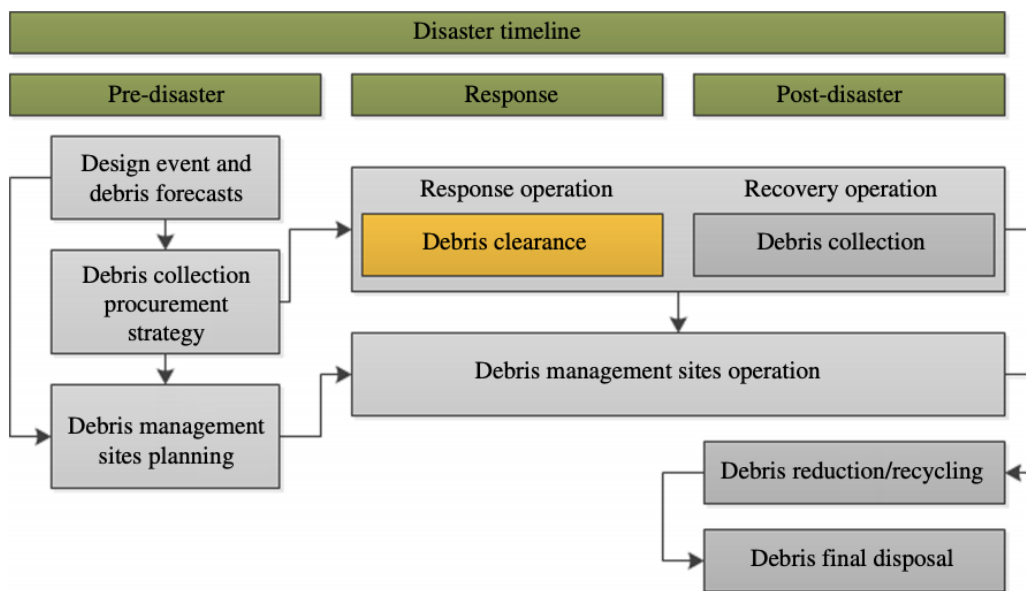 Disaster timeline
Pre-disaster
Response
Post-disaster
Design event and
debris forecasts
Debris collection
procurement
strategy
Debris management
sites planning
Response operation
Recovery operation
Debris clearance
Debris collection
Debris management sites operation
Debris reduction/recycling
Debris final disposal